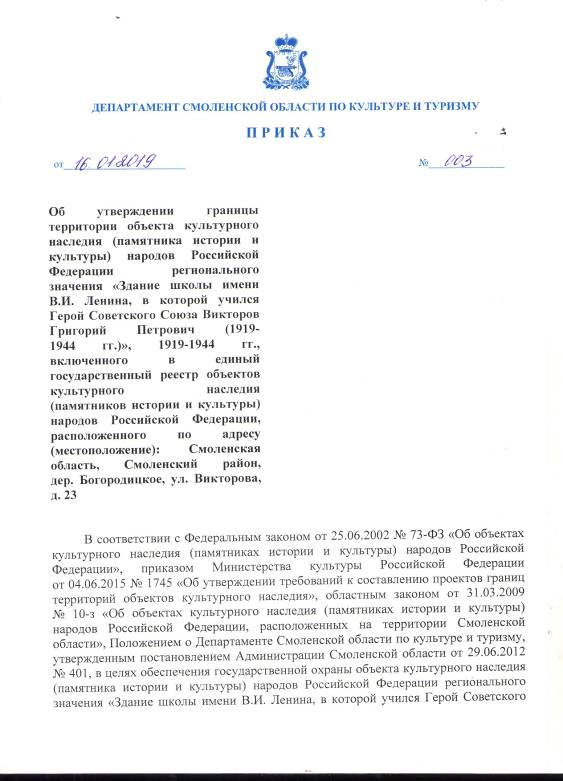 ДЕПАРТАМЕНТ СМОЛЕНСКОЙ ОБЛАСТИ ПО КУЛЬТУРЕ И ТУРИЗМУ
ПРИКАЗ
от 16.01.2019 № 003
Об утверждении границы
территории объекта культурного
наследия (памятника истории и
культуры) народов Российской
Федерации регионального
значения «Здание школы имени
В.И. Ленина, в которой учился
Герой Советского Союза Викторов
Григорий Петрович (1919-
1944 гг.)», 1919-1944 гг.,
включенного в единый
государственный реестр объектов
культурного наследия
(памятников истории и культуры)
народов Российской Федерации,
расположенного по адресу
(местоположение): Смоленская
область, Смоленский район,
дер. Богородицкое, ул. Викторова,
д. 23
В соответствии с Федеральным законом от 25.06.2002 № 73-ФЗ «Об объектах
культурного наследия (памятниках истории и культуры) народов Российской
Федерации», приказом Министерства культуры Российской Федерации
от 04.06.2015 № 1745 «Об утверждении требований к составлению проектов границ
территорий объектов культурного наследия», областным законом от 31.03.2009
№ 10-з «Об объектах культурного наследия (памятниках истории и культуры)
народов Российской Федерации, расположенных на территории Смоленской
области», Положением о Департаменте Смоленской области по культуре и туризму,
утвержденным постановлением Администрации Смоленской области от 29.06.2012
№ 401, в целях обеспечения государственной охраны объекта культурного наследия
(памятника истории и культуры) народов Российской Федерации регионального
значения «Здание школы имени В.И. Ленина, в которой учился Герой Советского